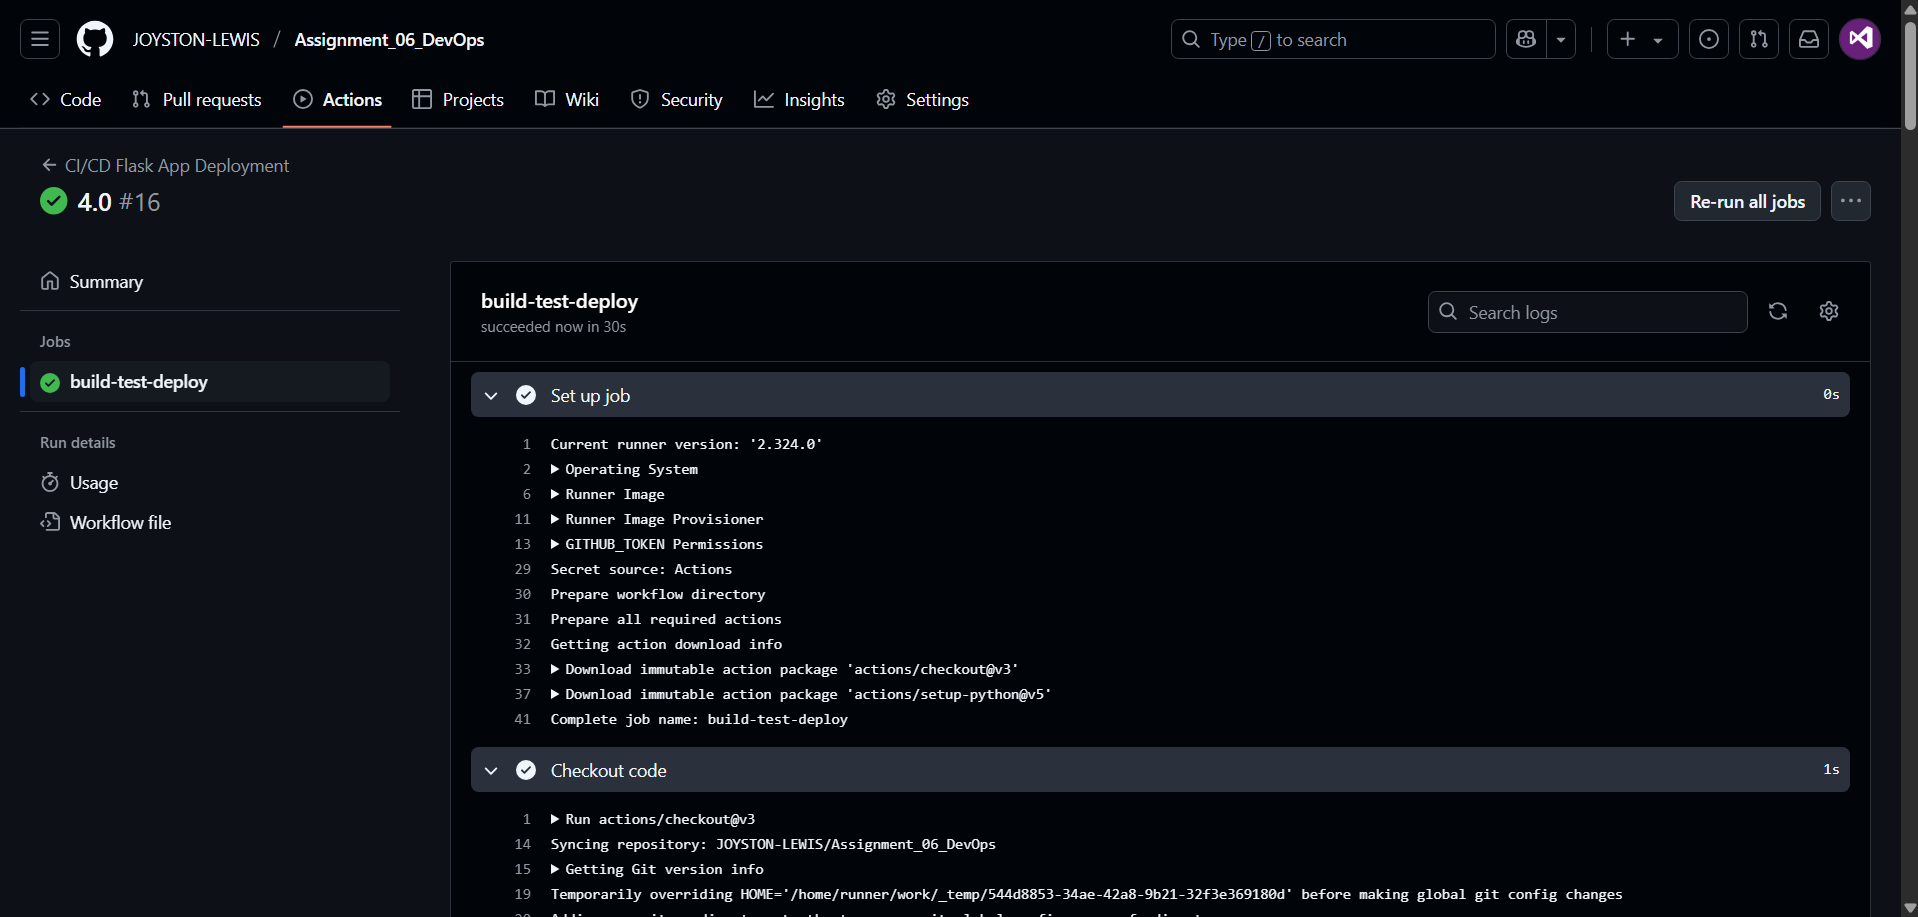 JOYSTON-LEWIS / Assignment_06_DevOps
Type / to search
Code
Pull requests
Actions
Projects
Wiki
Security
Insights
Settings
CI/CD Flask App Deployment
4.0 #16
Re-run all jobs
Summary
Jobs
build-test-deploy
Run details
Usage
Workflow file
build-test-deploy
succeeded now in 30s
Search logs
Set up job 0s
1 Current runner version: '2.324.0'
2 Operating System
6 Runner Image
11 Runner Image Provisioner
13 GITHUB_TOKEN Permissions
29 Secret source: Actions
30 Prepare workflow directory
31 Prepare all required actions
32 Getting action download info
33 Download immutable action package 'actions/checkout@v3'
37 Download immutable action package 'actions/setup-python@v5'
41 Complete job name: build-test-deploy
Checkout code 1s
1 Run actions/checkout@v3
14 Syncing repository: JOYSTON-LEWIS/Assignment_06_DevOps
15 Getting Git version info
19 Temporarily overriding HOME='/home/runner/work/_temp/544d8853-34ae-42a8-9b21-32f3e369180d' before making global git config changes